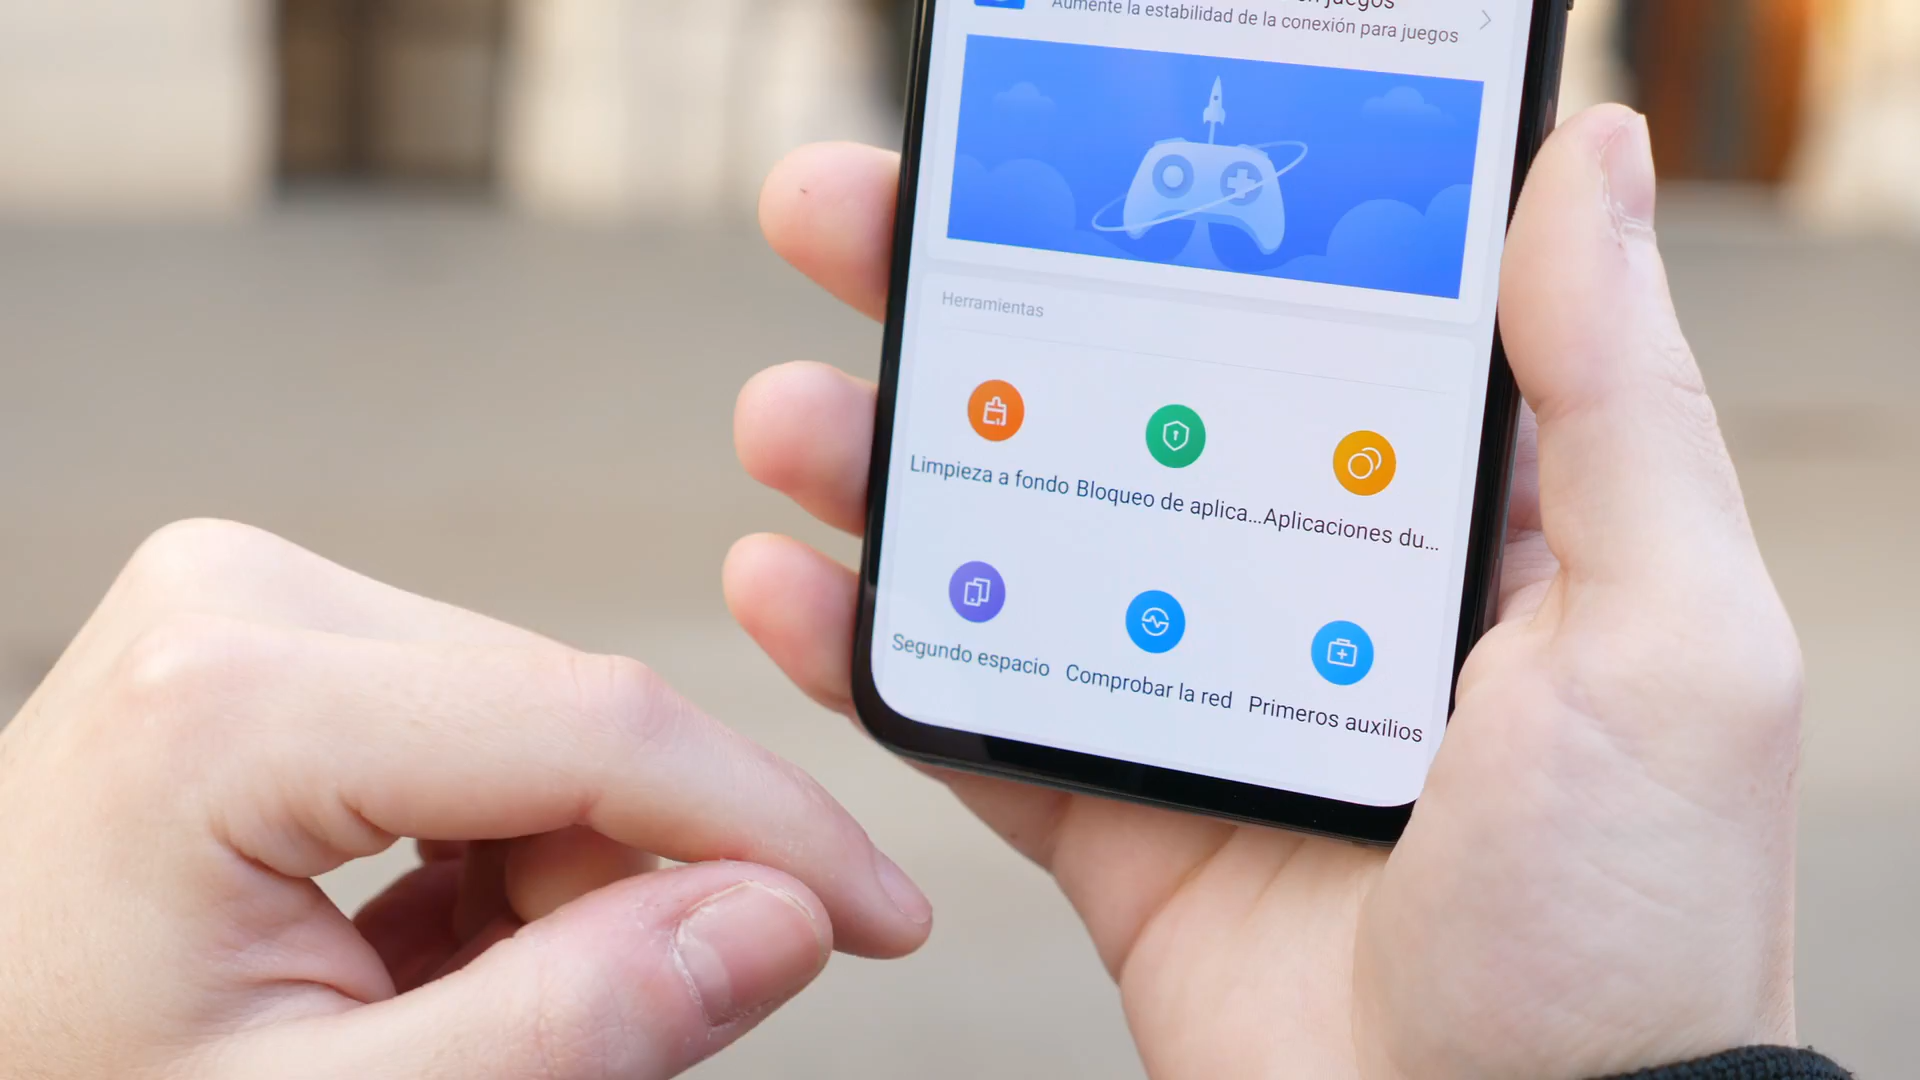 juegos
Aumente la estabilidad de la conexión para juegos
Herramientas
Limpieza a fondo
Bloqueo de aplica...
Aplicaciones du...
Segundo espacio
Comprobar la red
Primeros auxilios